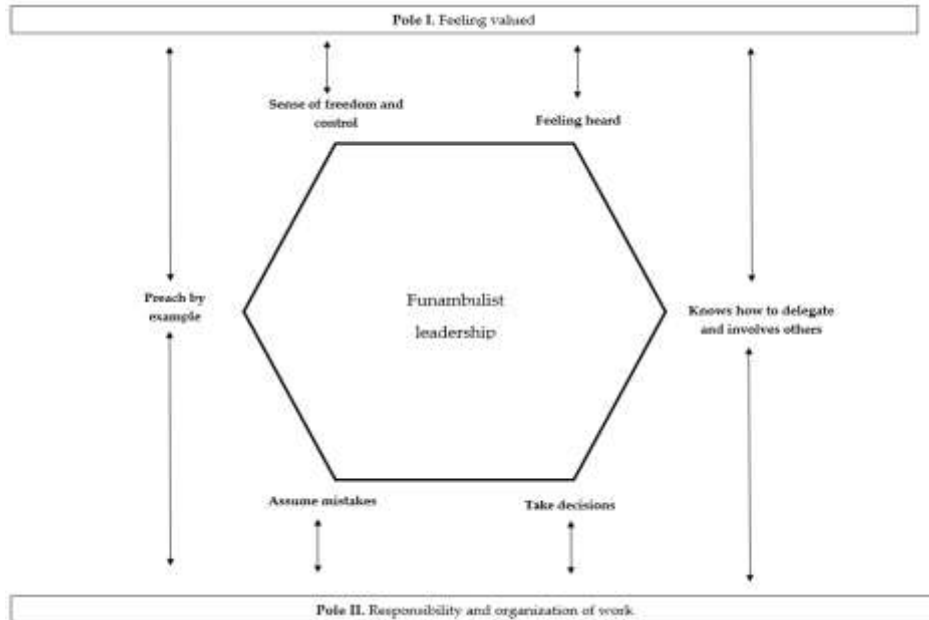 Pole I. Feeling valued
Sense of freedom and
control
Feeling heard
Preach by
example
Funambulist
leadership
Knows how to delegate
and involves others
Assume mistakes
Take decisions
Pole II. Responsibility and organization of work